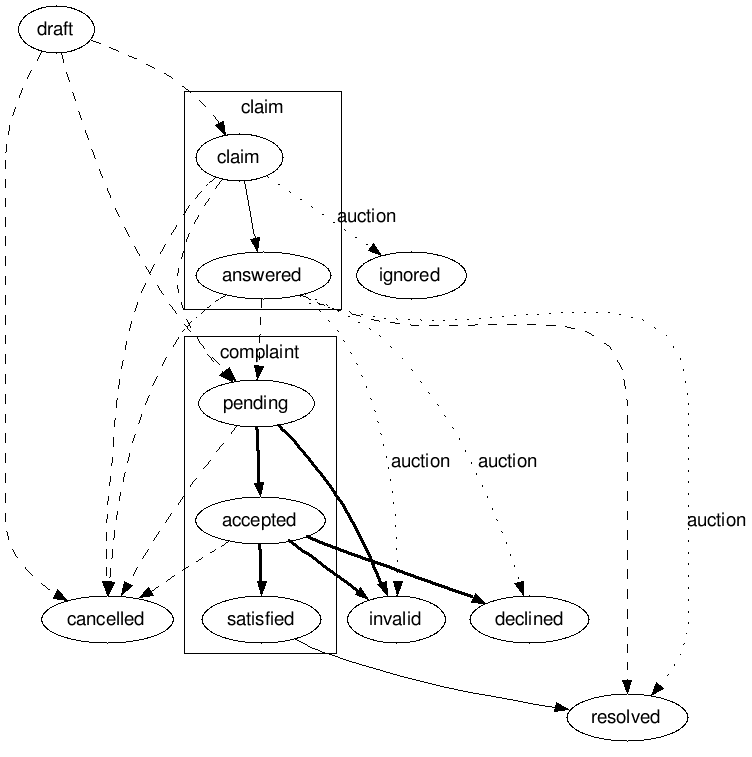 draft
claim
claim
auction
answered
ignored
complaint
pending
auction
auction
accepted
auction
cancelled
satisfied
invalid
declined
resolved